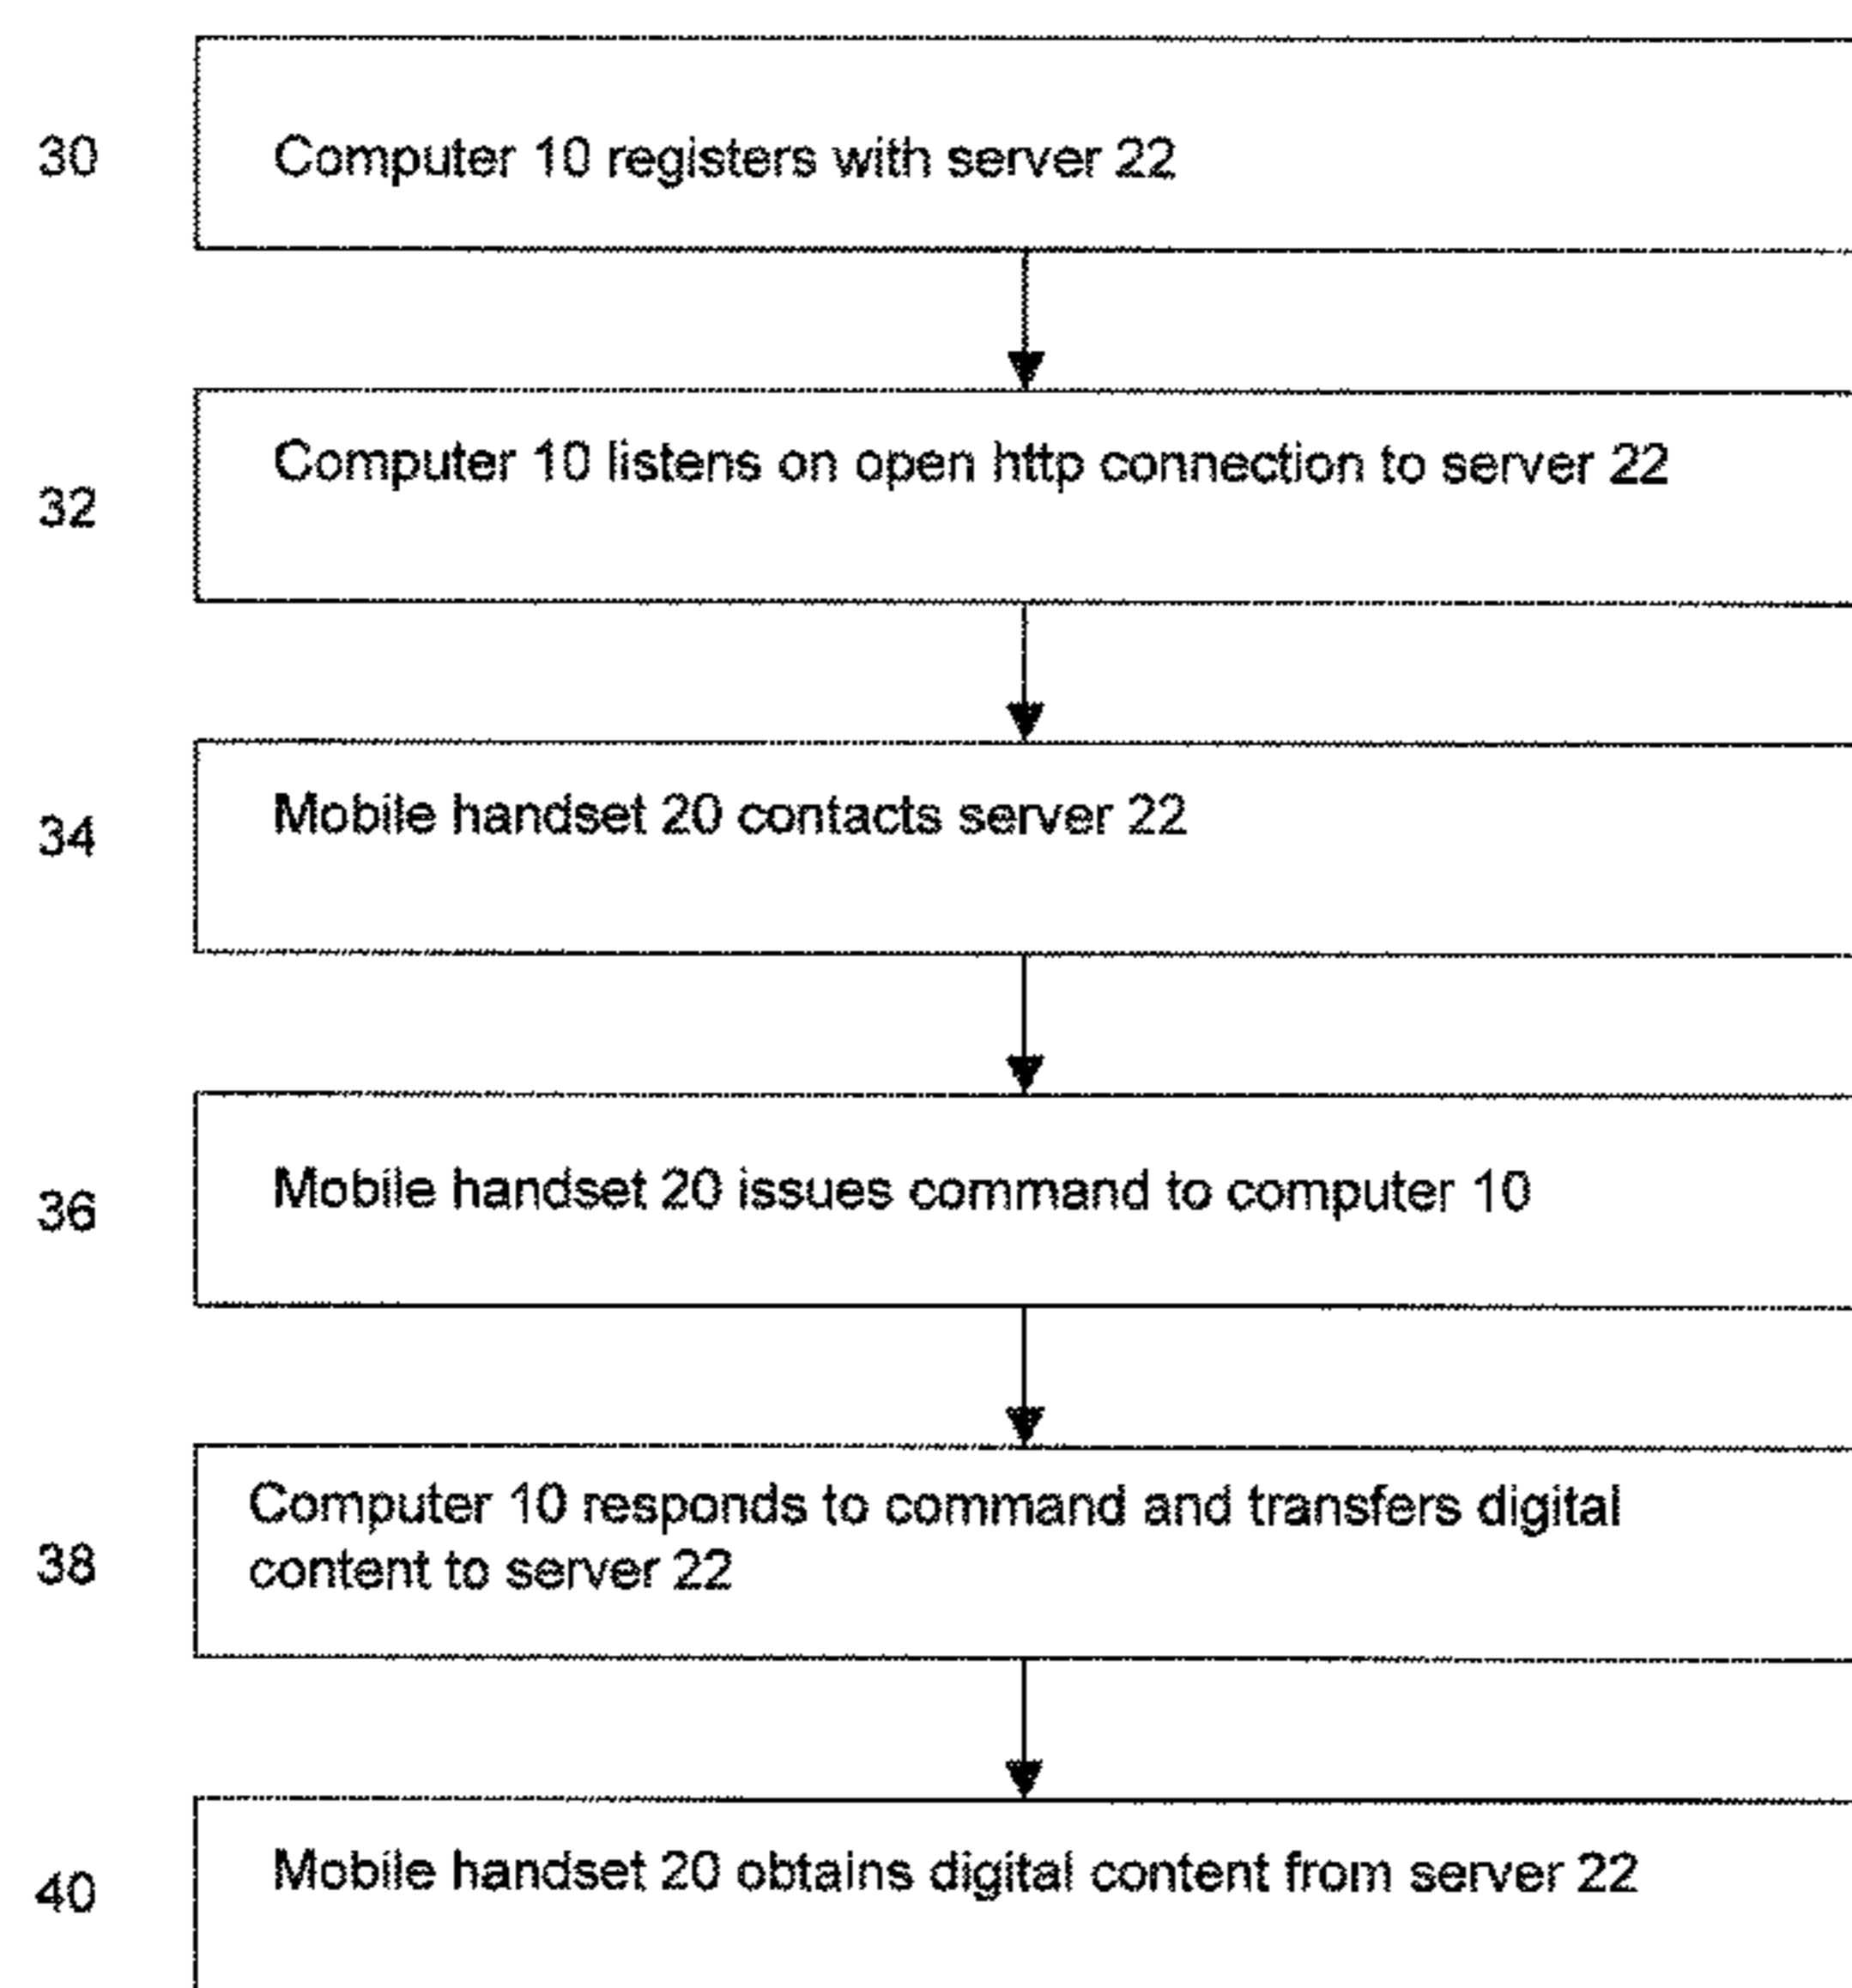 30
Computer 10 registers with server 22
32
Computer 10 listens on open http connection to server 22
34
Mobile handset 20 contacts server 22
36
Mobile handset 20 issues command to computer 10
38
Computer 10 responds to command and transfers digital
content to server 22
40
Mobile handset 20 obtains digital content from server 22